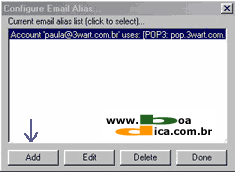 Configure Email Alias...
Current email alias list (click to select)...
Account 'paula@3wart.com.br' uses: [POP3: pop.3wart.com.
www.boa
dica.com.br
Add
Edit
Delete
Done